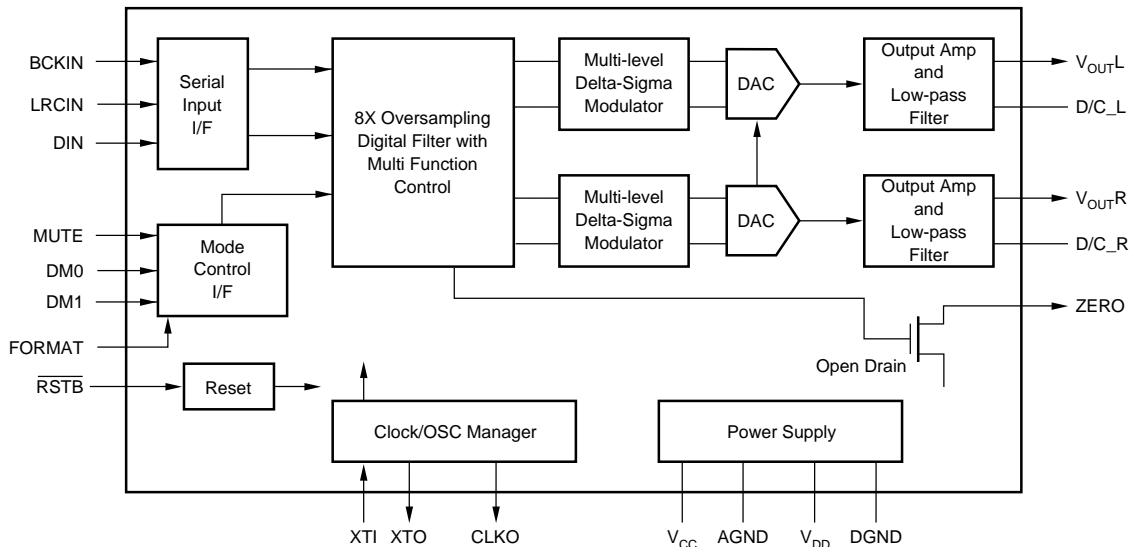 BCKIN
LRCIN
DIN
Serial
Input
I/F
MUTE
DM0
DM1
FORMAT
Mode
Control
I/F
RSTB
Reset
8X Oversampling
Digital Filter with
Multi Function
Control
Multi-level
Delta-Sigma
Modulator
DAC
Output Amp
and
Low-pass
Filter
VOUTL
D/C_L
Multi-level
Delta-Sigma
Modulator
DAC
Output Amp
and
Low-pass
Filter
VOUTR
D/C_R
ZERO
Open Drain
Clock/OSC Manager
Power Supply
XTI
XTO
CLKO
VCC
AGND
VDD
DGND